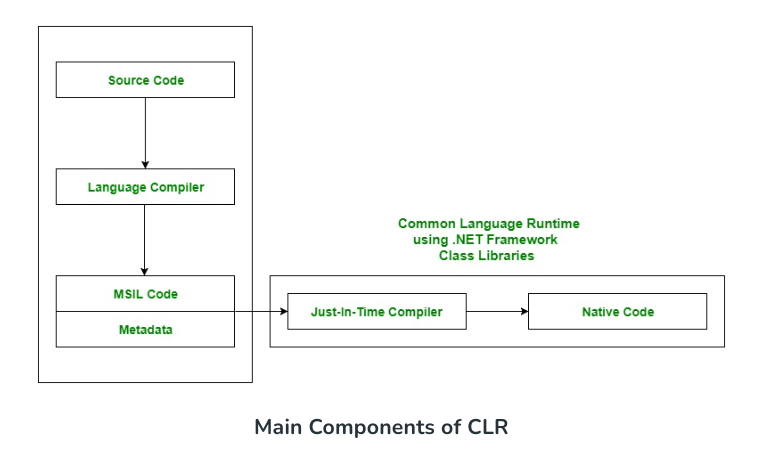 Source Code
Language Compiler
Common Language Runtime
using .NET Framework
Class Libraries
MSIL Code
Metadata
Just-In-Time Compiler
Native Code
Main Components of CLR